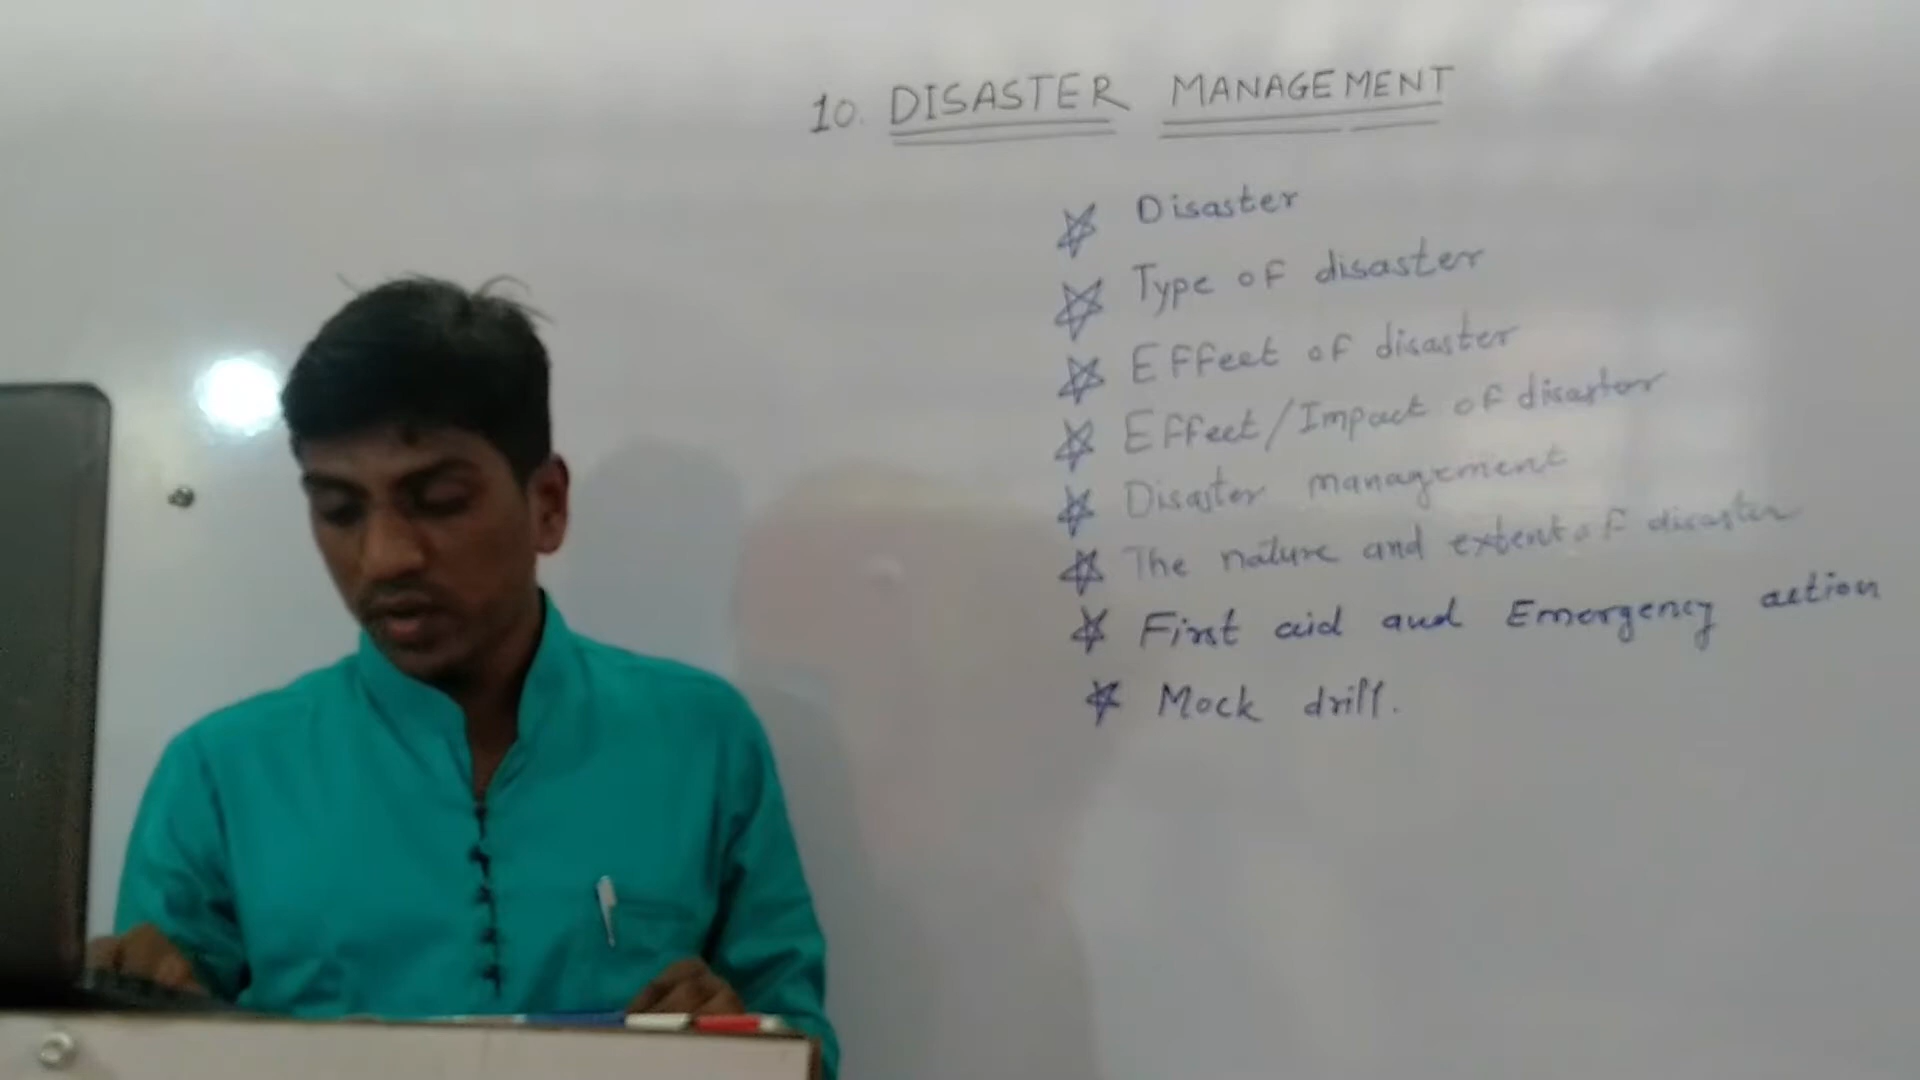 10. DISASTER MANAGEMENT
Disaster
Type of disaster
Effect of disaster
Effect/Impact of disaster
Disaster management
The nature and extent of disaster
First aid and Emergency action
Mock drill.